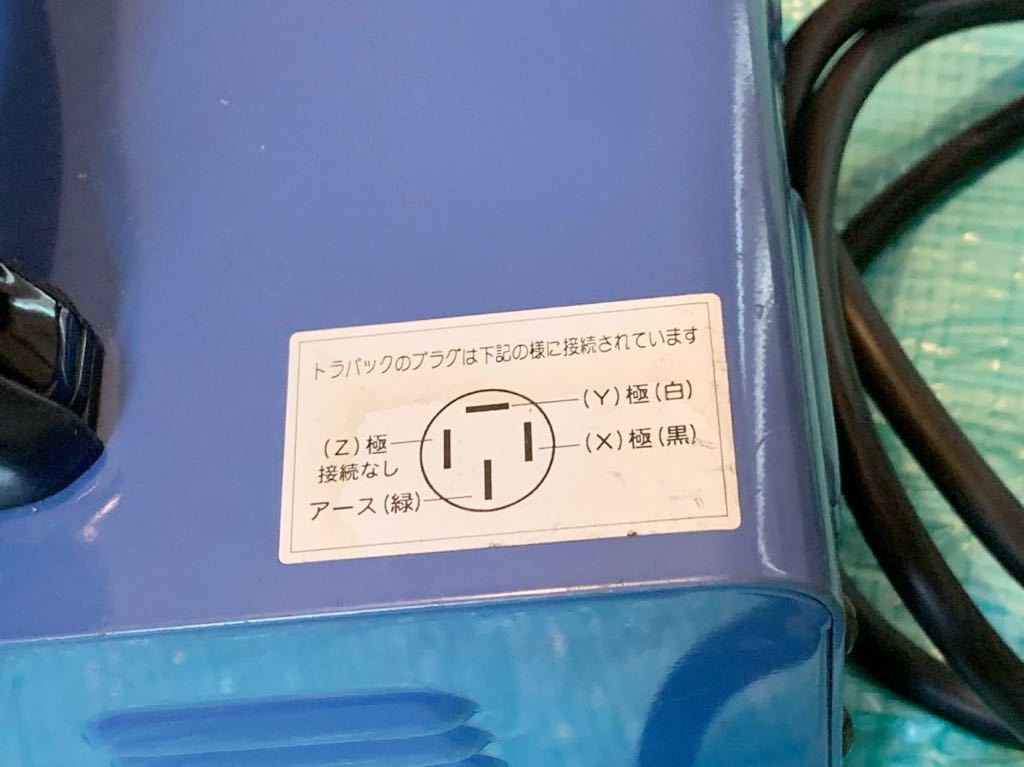 トラパックのプラグは下記の様に接続されています
(Y)極(白)
(Z)極
接続なし
(X)極(黒)
アース(緑)